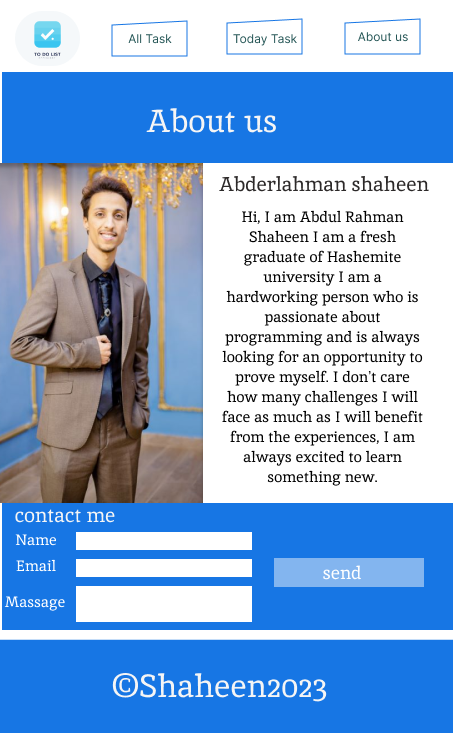 All Task
Today Task
About us
TO DO LIST
About us
Abderlahman shaheen
Hi, I am Abdul Rahman
Shaheen I am a fresh
graduate of Hashemite
university I am a
hardworking person who is
passionate about
programming and is always
looking for an opportunity to
prove myself. I don't care
how many challenges I will
face as much as I will benefit
from the experiences, I am
always excited to learn
something new.
contact me
Name
Email
send
Massage
©Shaheen2023